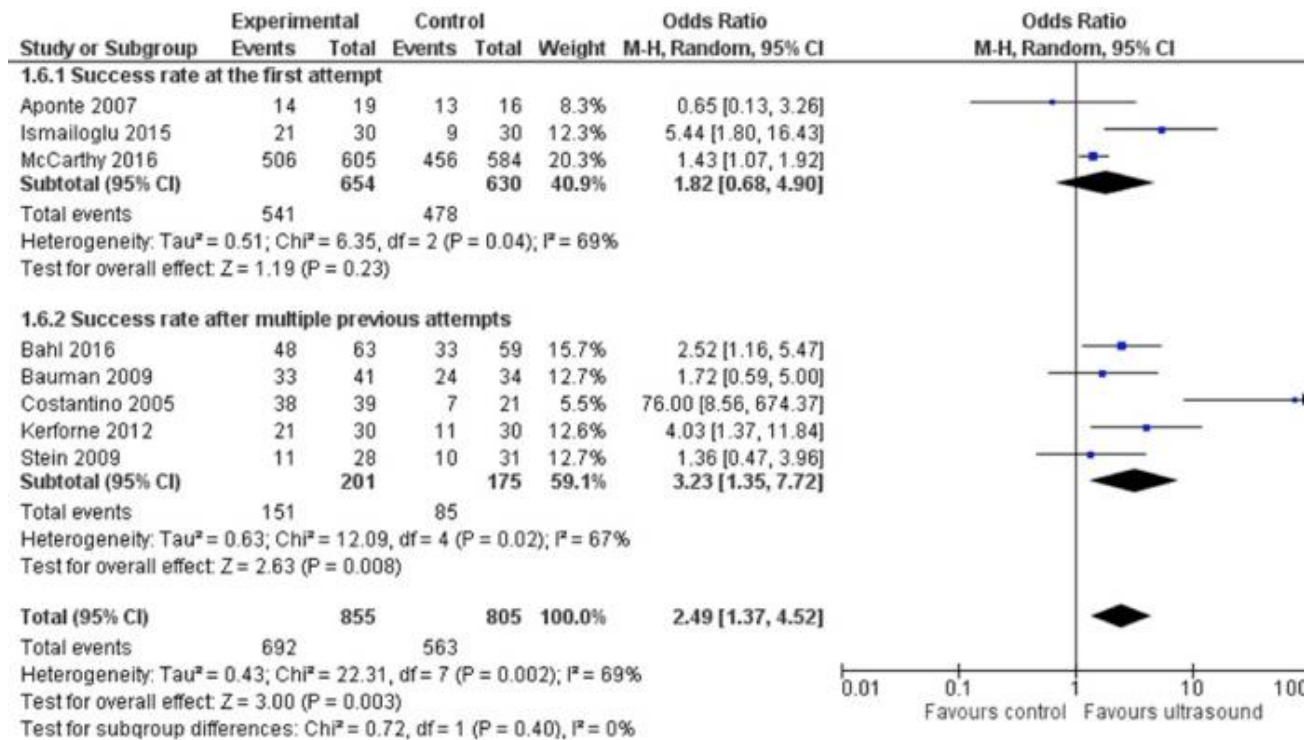 Experimental Control Odds Ratio Odds Ratio
Study or Subgroup Events Total Events Total Weight M-H, Random, 95% CI M-H, Random, 95% CI
1.6.1 Success rate at the first attempt
Aponte 2007 14 19 13 16 8.3% 0.65 [0.13, 3.26]
Ismailoglu 2015 21 30 9 30 12.3% 5.44 [1.80, 16.43]
McCarthy 2016 506 605 456 584 20.3% 1.43 [1.07, 1.92]
Subtotal (95% CI) 654 630 40.9% 1.82 [0.68, 4.90]
Total events 541 478
Heterogeneity: Tau² = 0.51; Chi² = 6.35, df = 2 (P = 0.04); I² = 69%
Test for overall effect: Z = 1.19 (P = 0.23)
1.6.2 Success rate after multiple previous attempts
Bahl 2016 48 63 33 59 15.7% 2.52 [1.16, 5.47]
Bauman 2009 33 41 24 34 12.7% 1.72 [0.59, 5.00]
Costantino 2005 38 39 7 21 5.5% 76.00 [8.56, 674.37]
Kerforne 2012 21 30 11 30 12.6% 4.03 [1.37, 11.84]
Stein 2009 11 28 10 31 12.7% 1.36 [0.47, 3.96]
Subtotal (95% CI) 201 175 59.1% 3.23 [1.35, 7.72]
Total events 151 85
Heterogeneity: Tau² = 0.63; Chi² = 12.09, df = 4 (P = 0.02); I² = 67%
Test for overall effect: Z = 2.63 (P = 0.008)
Total (95% CI) 855 805 100.0% 2.49 [1.37, 4.52]
Total events 692 563
Heterogeneity: Tau² = 0.43; Chi² = 22.31, df = 7 (P = 0.002); I² = 69%
Test for overall effect: Z = 3.00 (P = 0.003)
Test for subgroup differences: Chi² = 0.72, df = 1 (P = 0.40), I² = 0%
0.01 0.1 1 10 100
Favours control Favours ultrasound